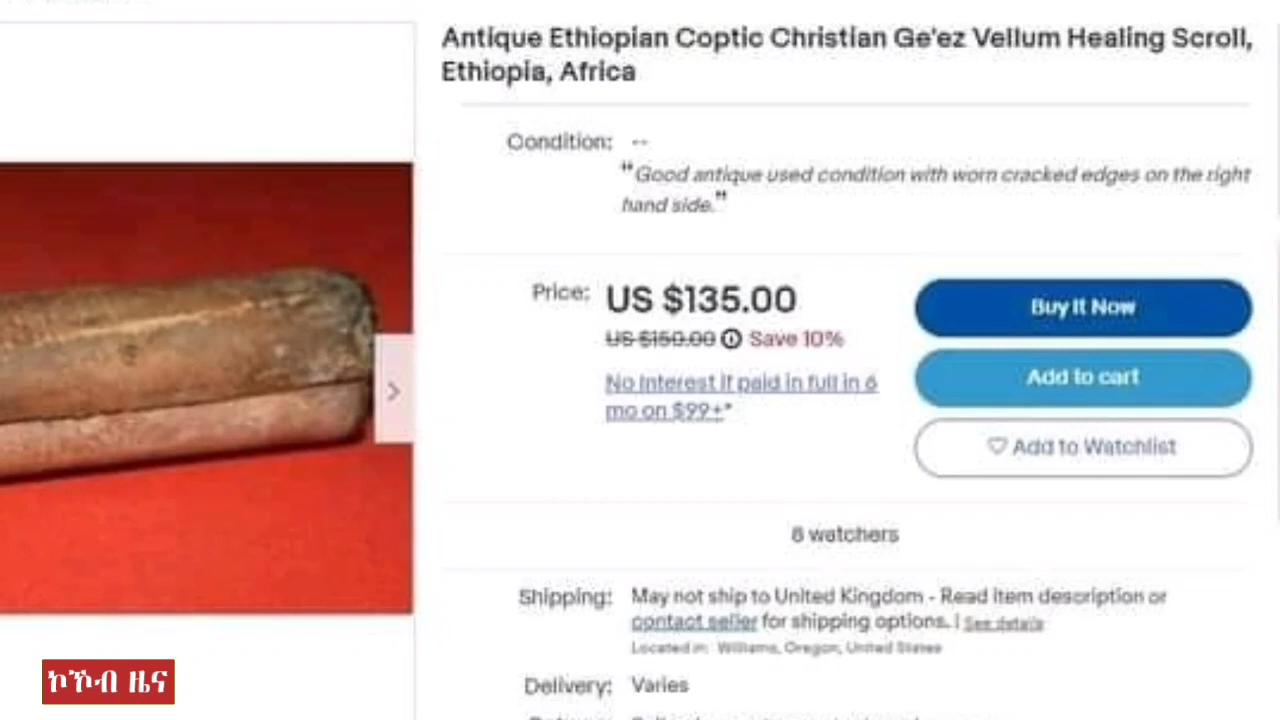 Antique Ethiopian Coptic Christian Ge'ez Vellum Healing Scroll,
Ethiopia, Africa
Condition: --
"Good antique used condition with worn cracked edges on the right
hand side."
Price: US $135.00
US $150.00 Save 10%
No Interest if paid in full in 6
mo on $99+*
Buy It Now
Add to cart
Add to Watchlist
8 watchers
Shipping: May not ship to United Kingdom - Read item description or
contact seller for shipping options. | See details
Located in: Williams, Oregon, United States
Delivery: Varies
ኮኾብ ዜና